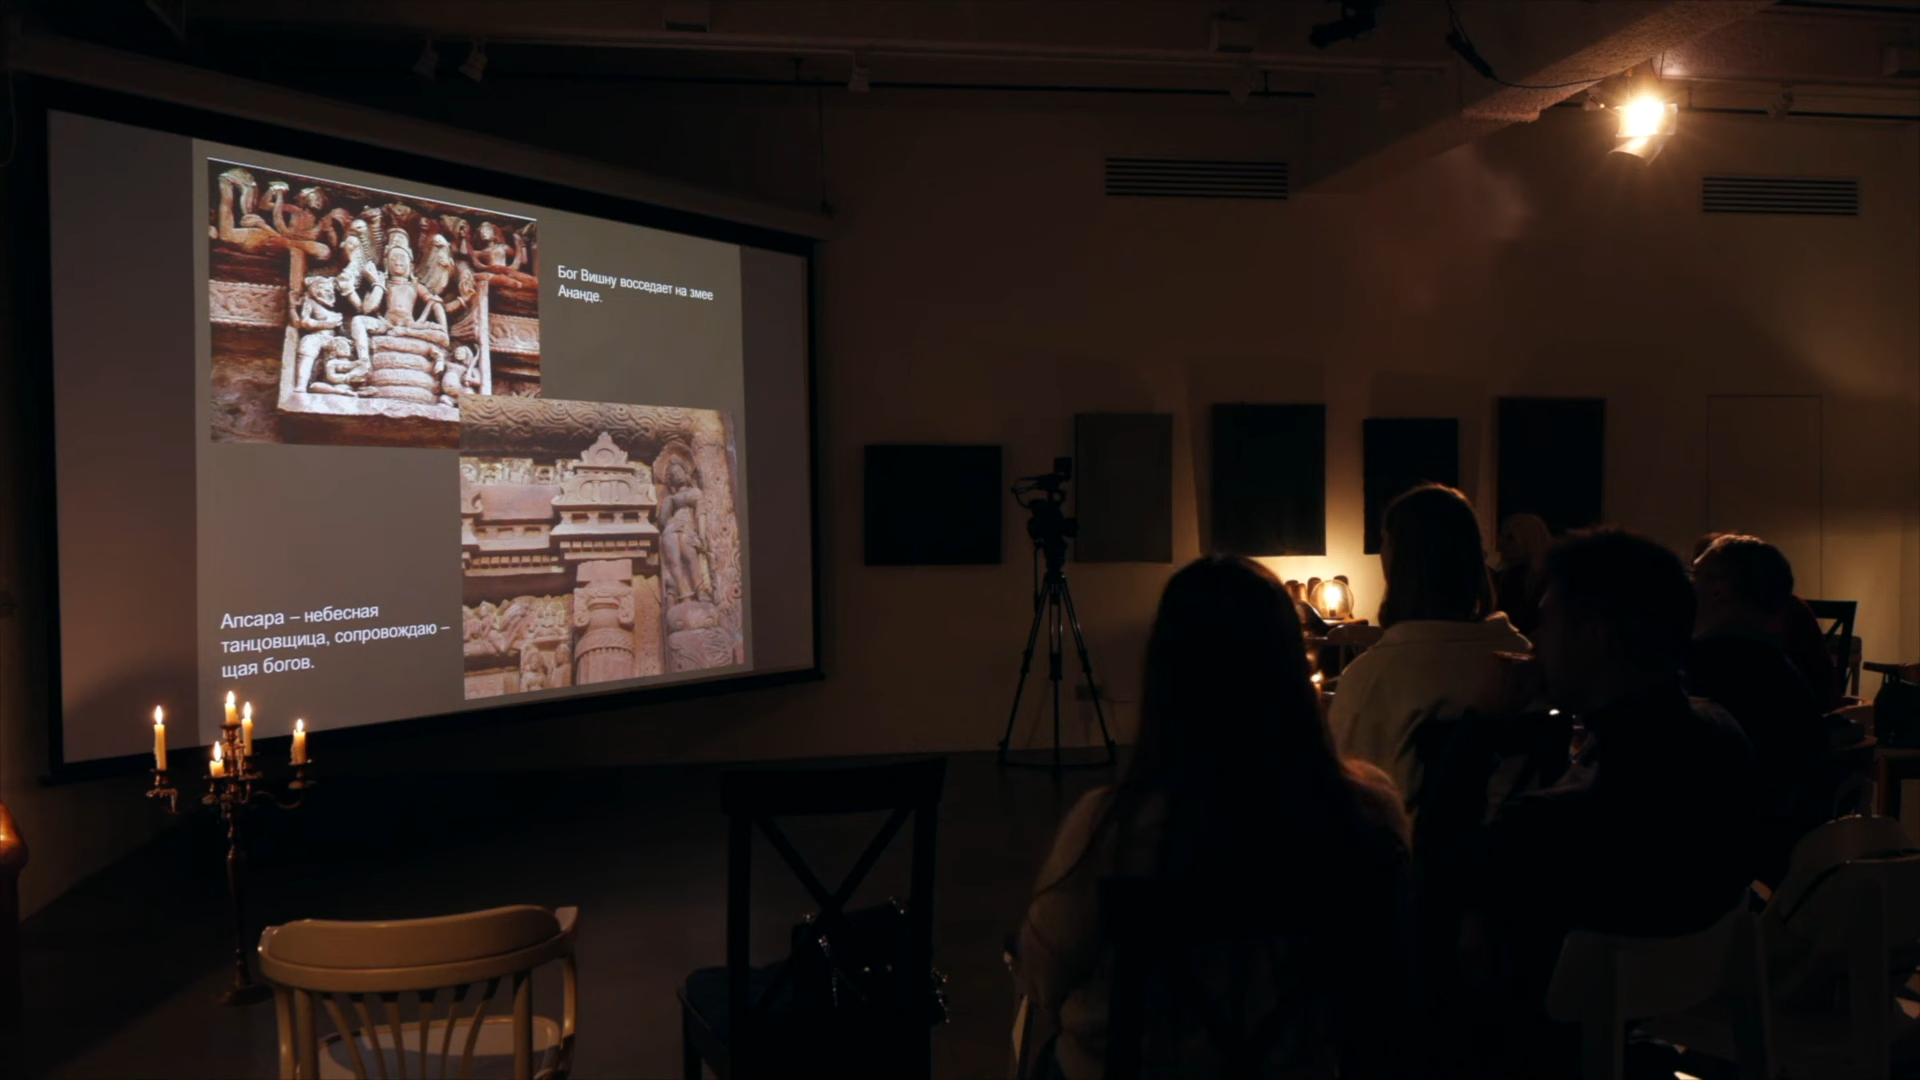 Бог Вишну восседает на змее
Ананде.
Апсара – небесная
танцовщица, сопровождаю –
щая богов.